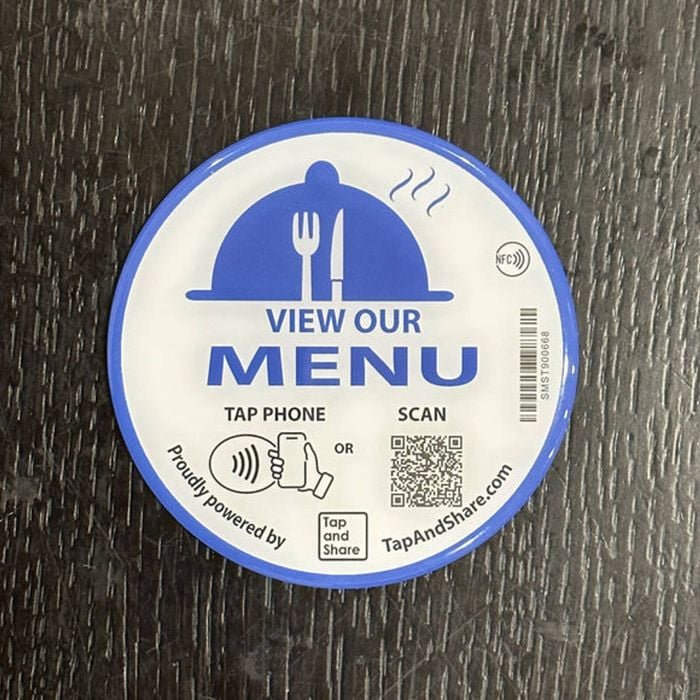 NFC
VIEW OUR
MENU
SMST900668
TAP PHONE
SCAN
OR
Proudly powered by
Tap
and
Share
TapAndShare.com